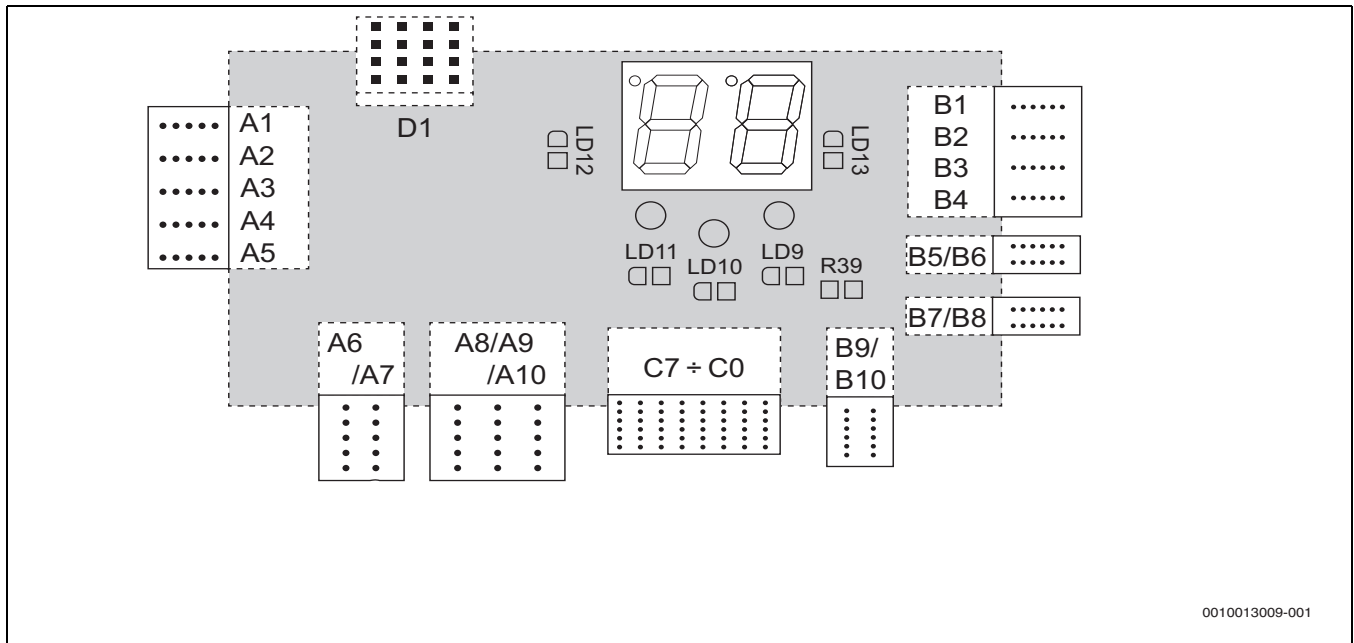 D1
A1
A2
A3
A4
A5
LD12
LD13
B1
B2
B3
B4
LD11
LD10
LD9
R39
B5/B6
B7/B8
A6
/A7
A8/A9
/A10
C7 ÷ C0
B9/
B10
0010013009-001